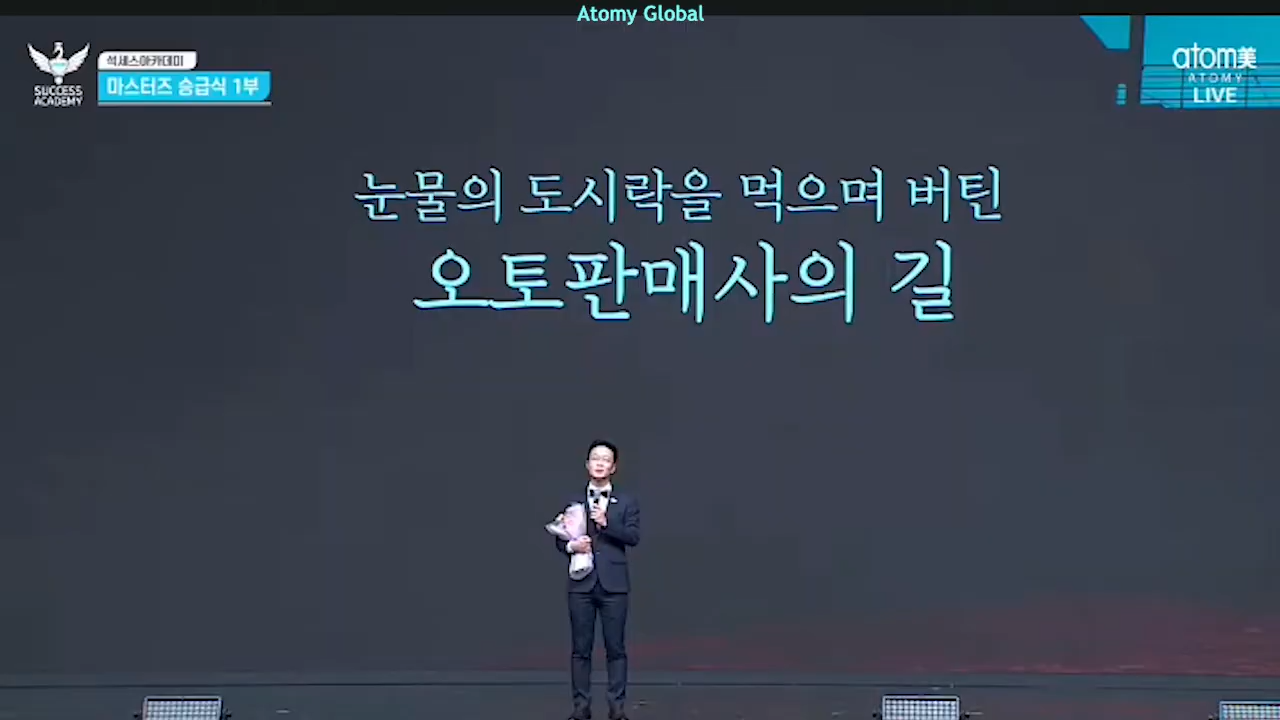 Atomy Global
SUCCESS
ACADEMY
석세스아카데미
마스터즈 승급식 1부
atom美
ATOMY
LIVE
눈물의 도시락을 먹으며 버틴
오토판매사의 길